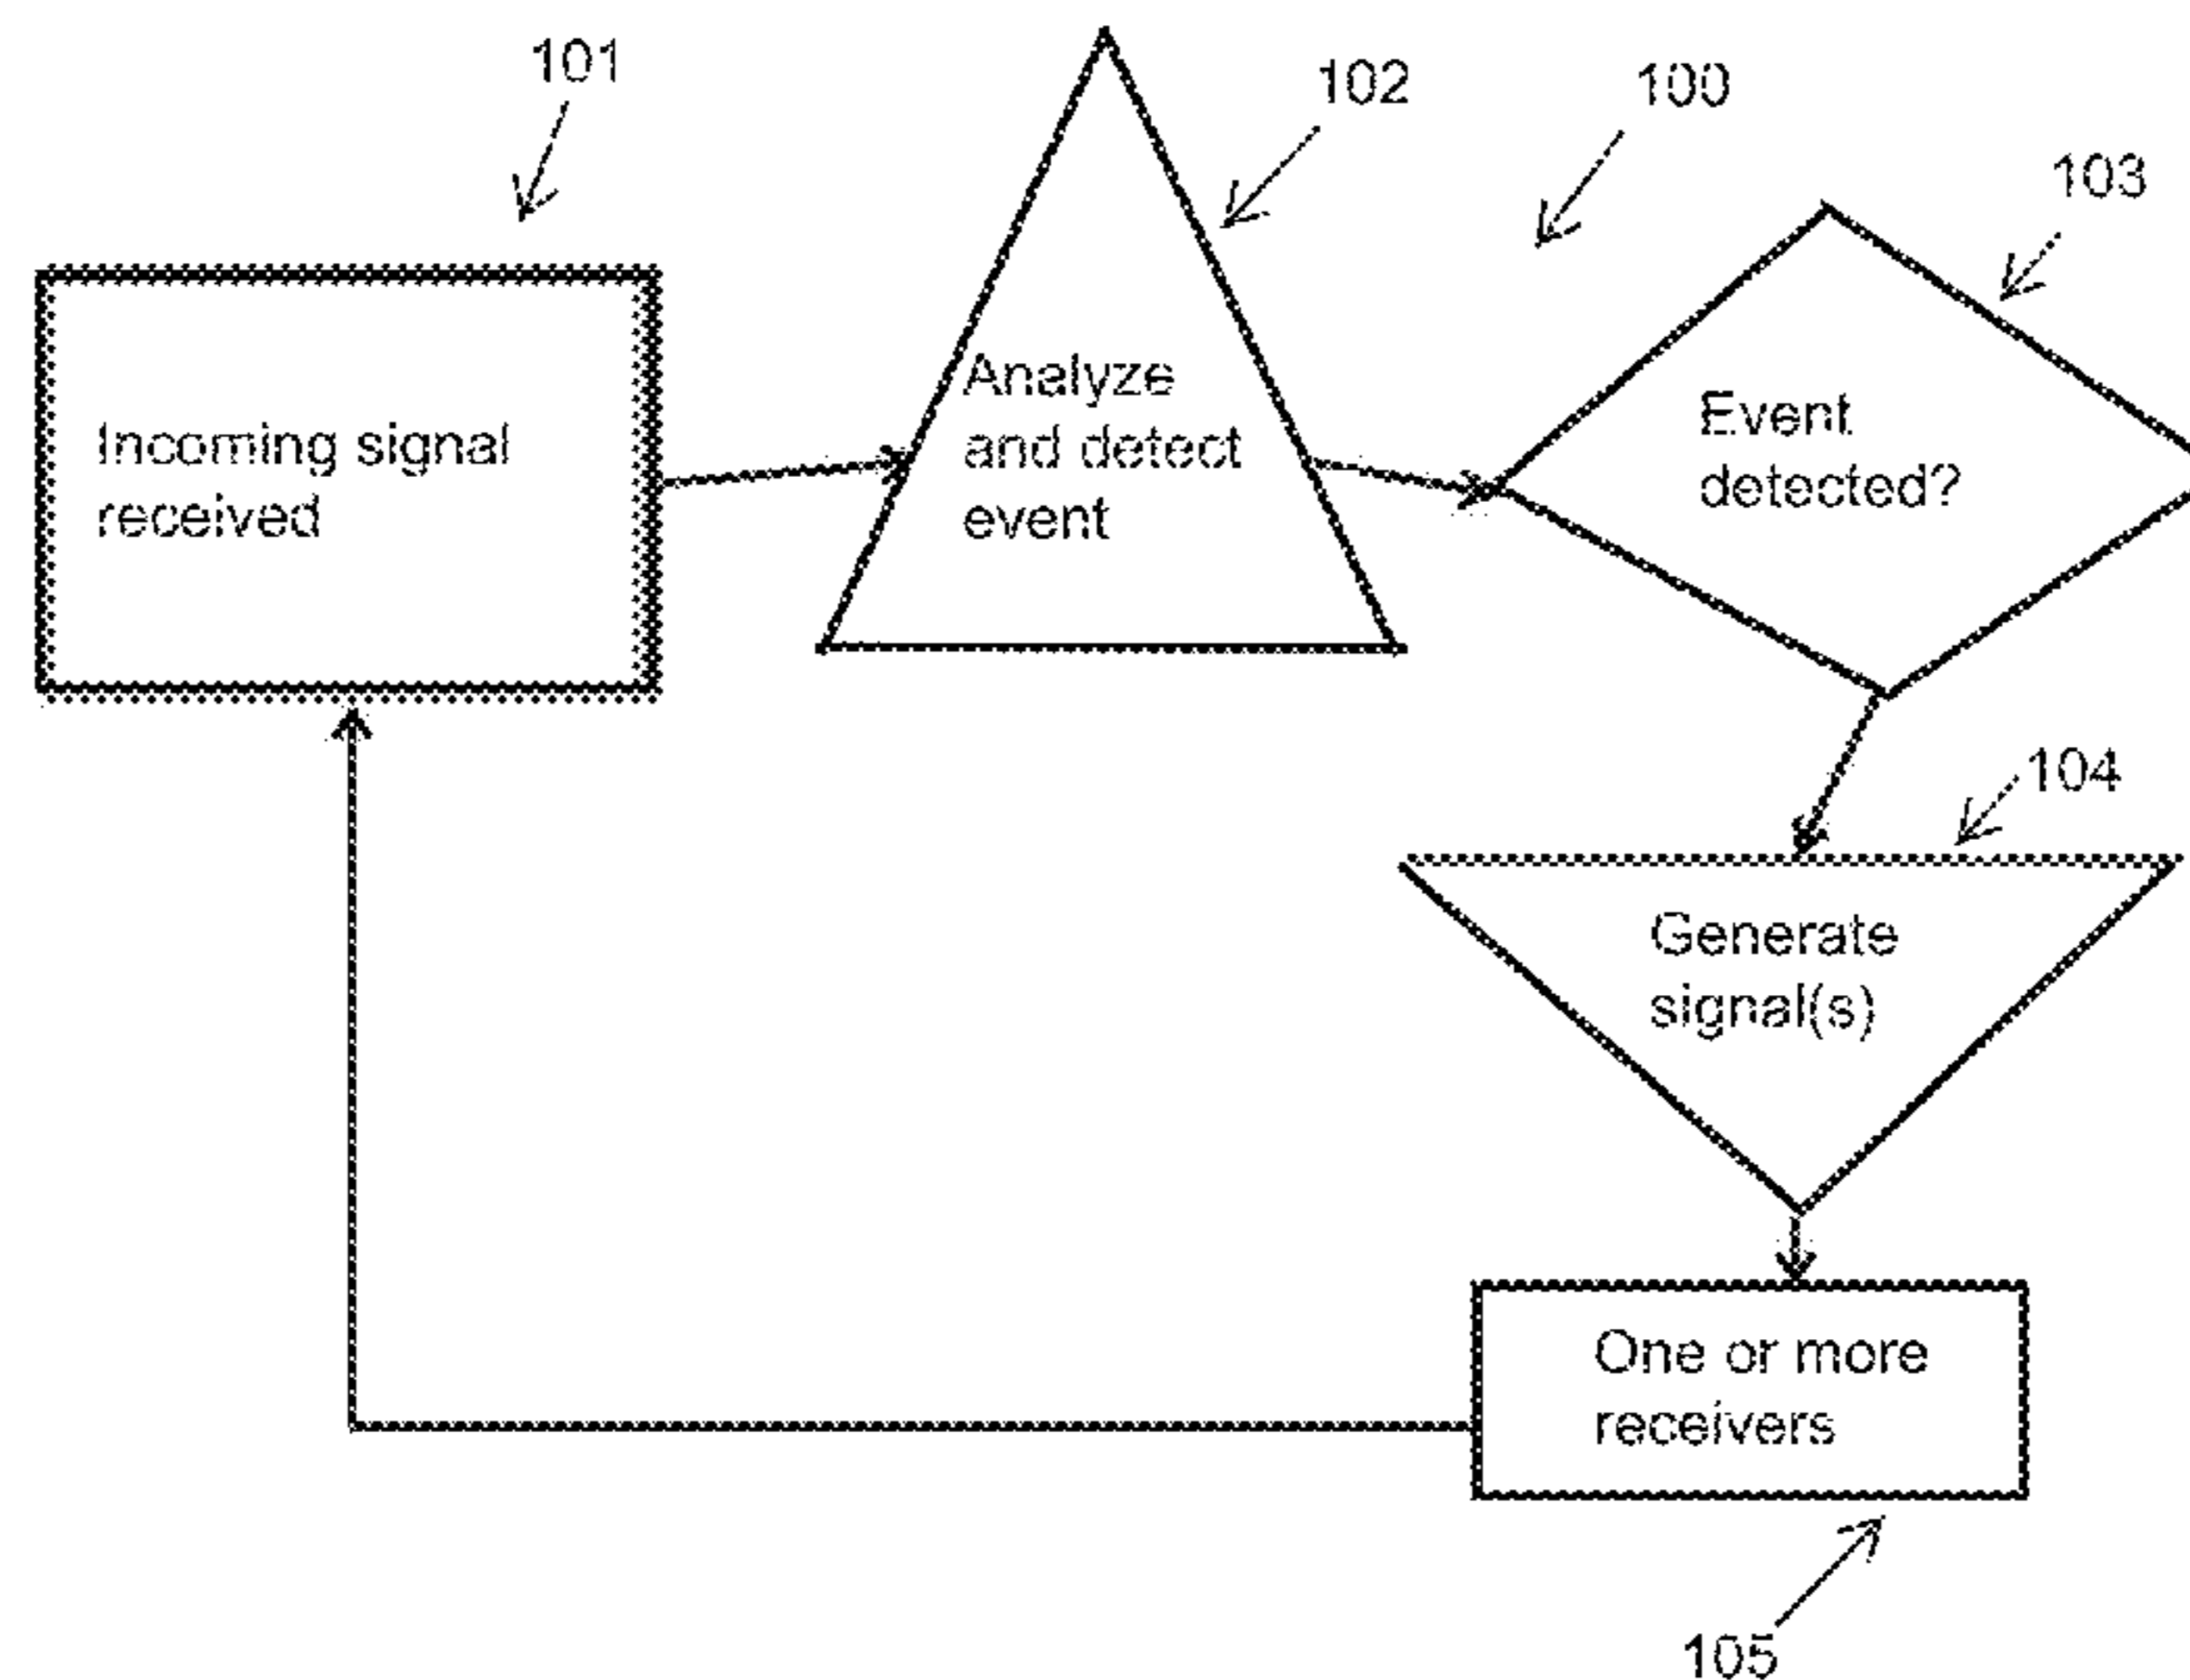 101
102
100
103
Incoming signal
received
Analyze
and detect
event
Event
detected?
104
Generate
signal(s)
One or more
receivers
105